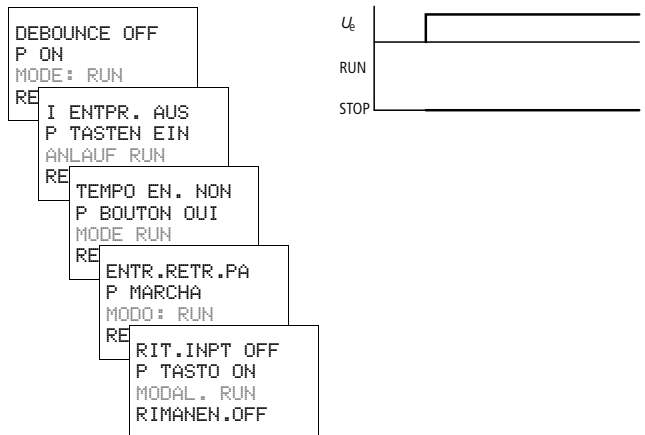 DEBOUNCE OFF
P ON
MODE: RUN
RE
I ENTPR. AUS
P TASTEN EIN
ANLAUF RUN
RE
TEMPO EN. NON
P BOUTON OUI
MODE RUN
RE
ENTR.RETR.PA
P MARCHA
MODO: RUN
RE
RIT.INPT OFF
P TASTO ON
MODAL. RUN
RIMANEN.OFF
Ue
RUN
STOP